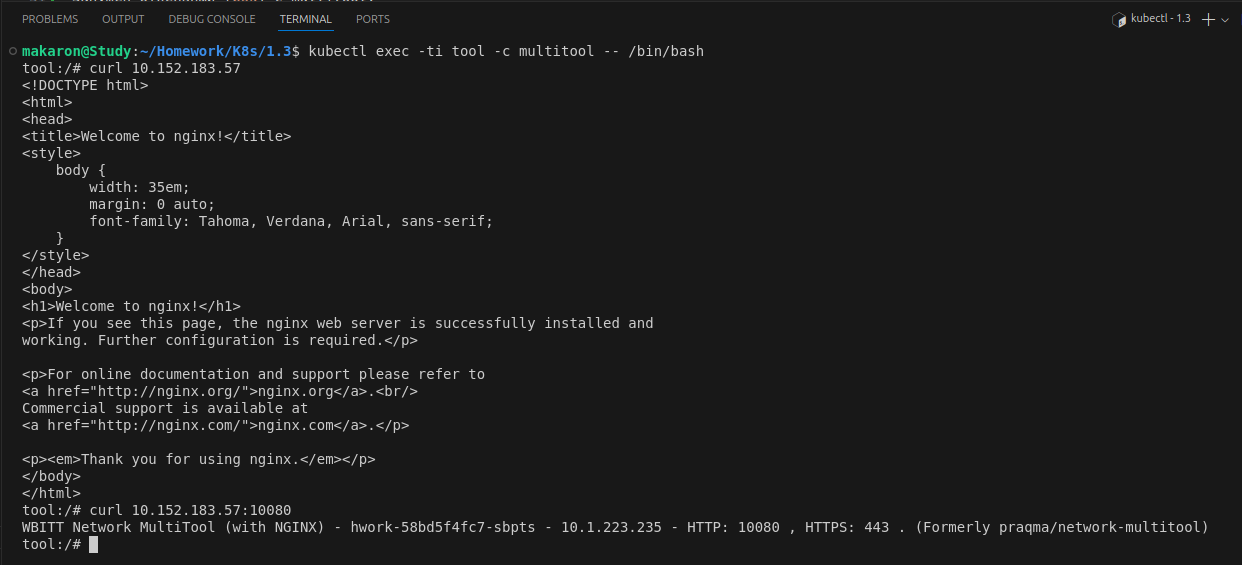 PROBLEMS OUTPUT DEBUG CONSOLE TERMINAL PORTS kubectl - 1.3
makaron@Study:~/Homework/K8s/1.3$ kubectl exec -ti tool -c multitool -- /bin/bash
tool:/# curl 10.152.183.57
<!DOCTYPE html>
<html>
<head>
<title>Welcome to nginx!</title>
<style>
    body {
        width: 35em;
        margin: 0 auto;
        font-family: Tahoma, Verdana, Arial, sans-serif;
    }
</style>
</head>
<body>
<h1>Welcome to nginx!</h1>
<p>If you see this page, the nginx web server is successfully installed and
working. Further configuration is required.</p>

<p>For online documentation and support please refer to
<a href="http://nginx.org/">nginx.org</a>.<br/>
Commercial support is available at
<a href="http://nginx.com/">nginx.com</a>.</p>

<p><em>Thank you for using nginx.</em></p>
</body>
</html>
tool:/# curl 10.152.183.57:10080
WBITT Network MultiTool (with NGINX) - hwork-58bd5f4fc7-sbpts - 10.1.223.235 - HTTP: 10080 , HTTPS: 443 . (Formerly praqma/network-multitool)
tool:/#